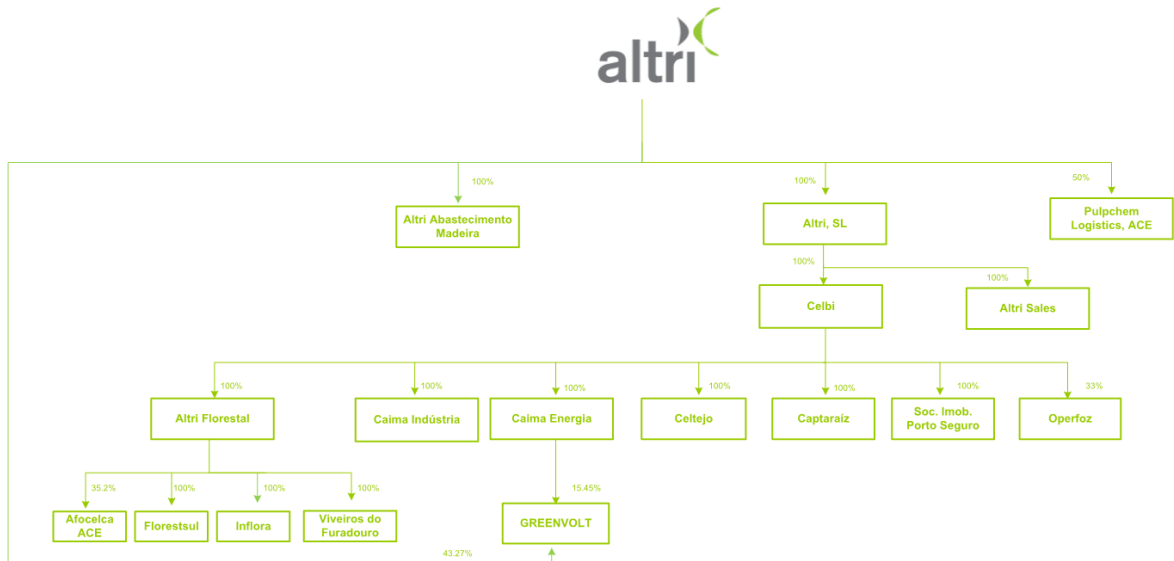 altri
100%
100%
50%
Altri Abastecimento
Madeira
Altri, SL
Pulpchem
Logistics, ACE
100%
100%
Celbi
Altri Sales
100%
100%
100%
100%
100%
100%
33%
Altri Florestal
Caima Indústria
Caima Energia
Celtejo
Captaraíz
Soc. Imob.
Porto Seguro
Operfoz
35.2%
100%
100%
100%
15.45%
Afocelca
ACE
Florestsul
Inflora
Viveiros do
Furadouro
GREENVOLT
43.27%